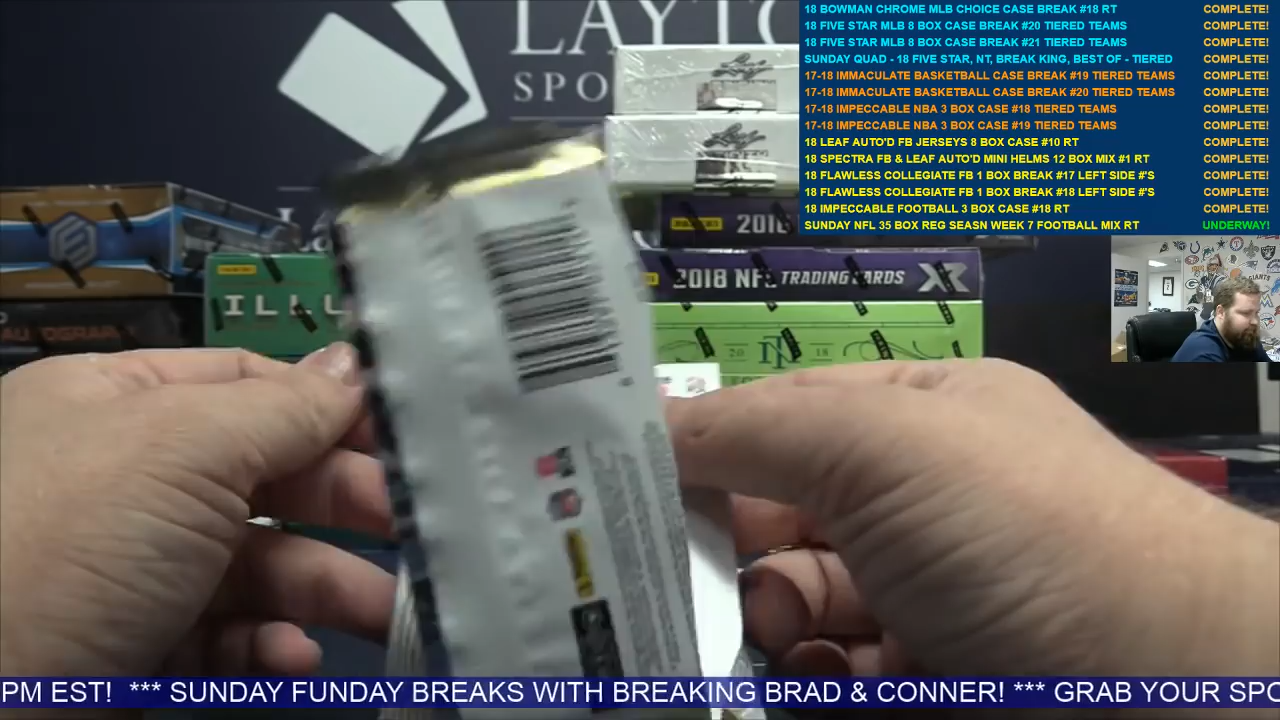 LAYTO
SPO
18 BOWMAN CHROME MLB CHOICE CASE BREAK #18 RT COMPLETE!
18 FIVE STAR MLB 8 BOX CASE BREAK #20 TIERED TEAMS COMPLETE!
18 FIVE STAR MLB 8 BOX CASE BREAK #21 TIERED TEAMS COMPLETE!
SUNDAY QUAD - 18 FIVE STAR, NT, BREAK KING, BEST OF - TIERED COMPLETE!
17-18 IMMACULATE BASKETBALL CASE BREAK #19 TIERED TEAMS COMPLETE!
17-18 IMMACULATE BASKETBALL CASE BREAK #20 TIERED TEAMS COMPLETE!
17-18 IMPECCABLE NBA 3 BOX CASE #18 TIERED TEAMS COMPLETE!
17-18 IMPECCABLE NBA 3 BOX CASE #19 TIERED TEAMS COMPLETE!
18 LEAF AUTO'D FB JERSEYS 8 BOX CASE #10 RT COMPLETE!
18 SPECTRA FB & LEAF AUTO'D MINI HELMS 12 BOX MIX #1 RT COMPLETE!
18 FLAWLESS COLLEGIATE FB 1 BOX BREAK #17 LEFT SIDE #'S COMPLETE!
18 FLAWLESS COLLEGIATE FB 1 BOX BREAK #18 LEFT SIDE #'S COMPLETE!
18 IMPECCABLE FOOTBALL 3 BOX CASE #18 RT COMPLETE!
SUNDAY NFL 35 BOX REG SEASN WEEK 7 FOOTBALL MIX RT UNDERWAY!
Leaf
Leaf
2018
2018 NFL TRADING CARDS XR
ILLU
20 18
PM EST! *** SUNDAY FUNDAY BREAKS WITH BREAKING BRAD & CONNER! *** GRAB YOUR SPO